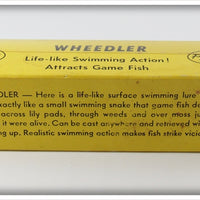 WHEEDLER
Life-like Swimming Action!
Attracts Game Fish
DLER — Here is a life-like surface swimming lure
xactly like a small swimming snake that game fish de
across lily pads, through weeds and over moss ju
it were alive. Can be cast anywhere and retrieved wit
ng up. Realistic swimming action makes fish strike vicio